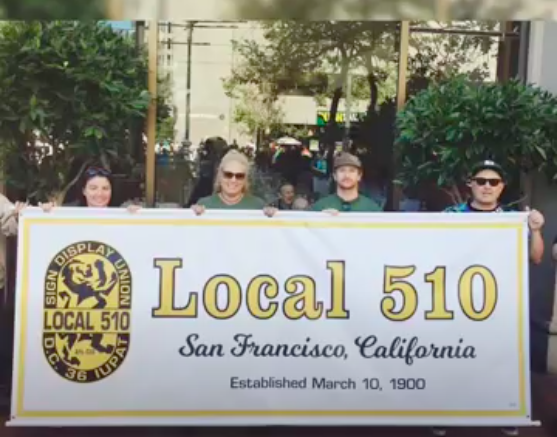 SIGN DISPLAY UNION
LOCAL 510
D.C. 36 IUPAT
Local 510
San Francisco, California
Established March 10, 1900